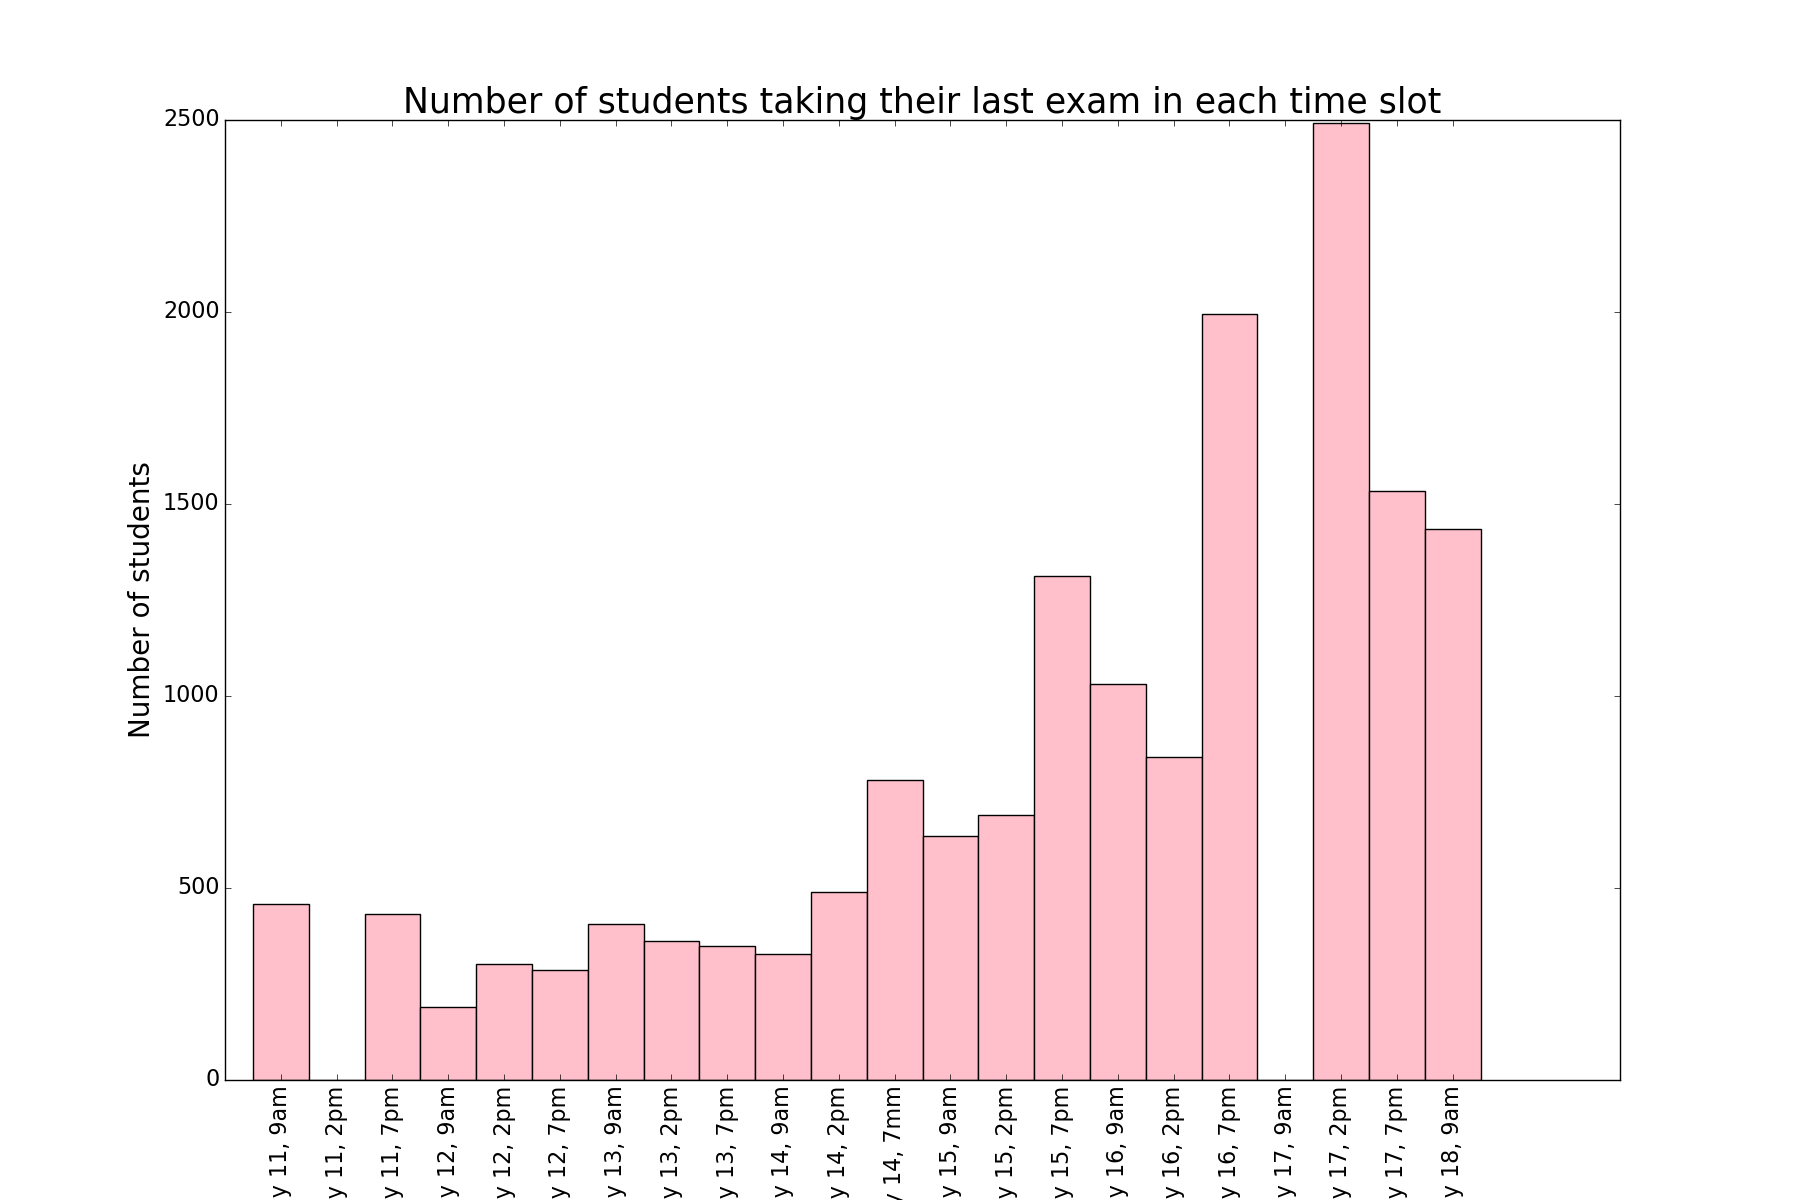 Number of students taking their last exam in each time slot
Number of students
2500
2000
1500
1000
500
0
y 11, 9am
y 11, 2pm
y 11, 7pm
y 12, 9am
y 12, 2pm
y 12, 7pm
y 13, 9am
y 13, 2pm
y 13, 7pm
y 14, 9am
y 14, 2pm
y 14, 7mm
y 15, 9am
y 15, 2pm
y 15, 7pm
y 16, 9am
y 16, 2pm
y 16, 7pm
y 17, 9am
y 17, 2pm
y 17, 7pm
y 18, 9am